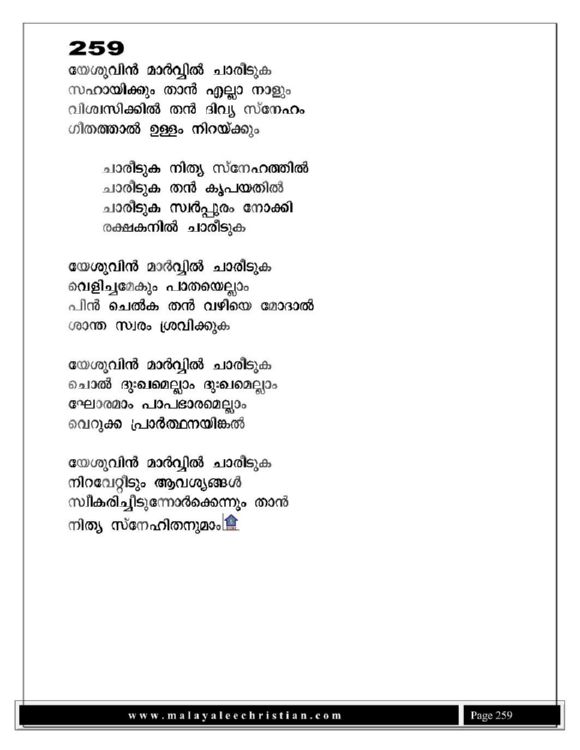 259
യേശുവിൻ മാർവ്വിൽ ചാരീടുക
സഹായിക്കും താൻ എല്ലാ നാളും
വിശ്വസിക്കിൽ തൻ ദിവ്യ സ്നേഹം
ഗീതത്താൽ ഉള്ളം നിറയ്ക്കും
ചാരീടുക നിത്യ സ്നേഹത്തിൽ
ചാരീടുക തൻ കൃപയതിൽ
ചാരീടുക സ്വർപ്പുരം നോക്കി
രക്ഷകനിൽ ചാരീടുക
യേശുവിൻ മാർവ്വിൽ ചാരീടുക
വെളിച്ചമേകും പാതയെല്ലാം
പിൻ ചെൽക തൻ വഴിയെ മോദാൽ
ശാന്ത സ്വരം ശ്രവിക്കുക
യേശുവിൻ മാർവ്വിൽ ചാരീടുക
ചൊൽ ദുഃഖമെല്ലാം ദുഃഖമെല്ലാം
ഘോരമാം പാപഭാരമെല്ലാം
വെറുക്ക പ്രാർത്ഥനയിങ്കൽ
യേശുവിൻ മാർവ്വിൽ ചാരീടുക
നിറവേറ്റീടും ആവശ്യങ്ങൾ
സ്വീകരിച്ചീടുന്നോർക്കെന്നും താൻ
നിത്യ സ്നേഹിതനുമാം
www.malayaleechristian.com
Page 259